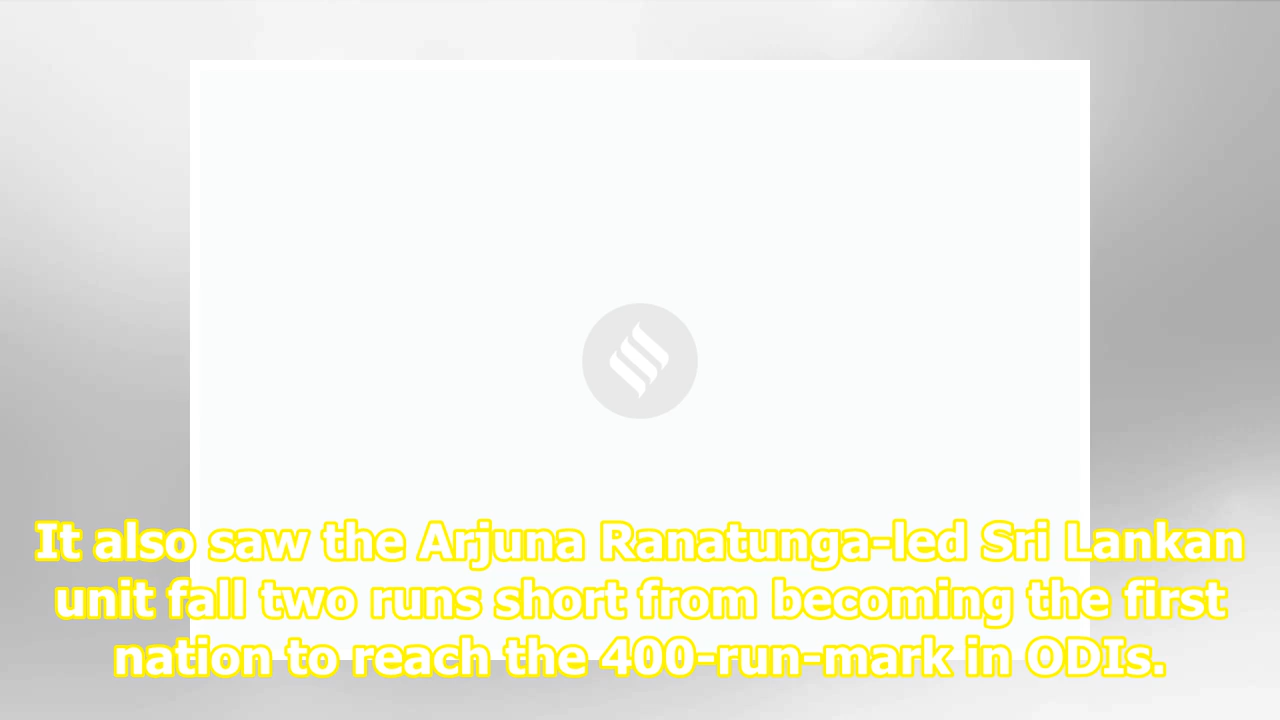 It also saw the Arjuna Ranatunga-led Sri Lankan
unit fall two runs short from becoming the first
nation to reach the 400-run-mark in ODIs.